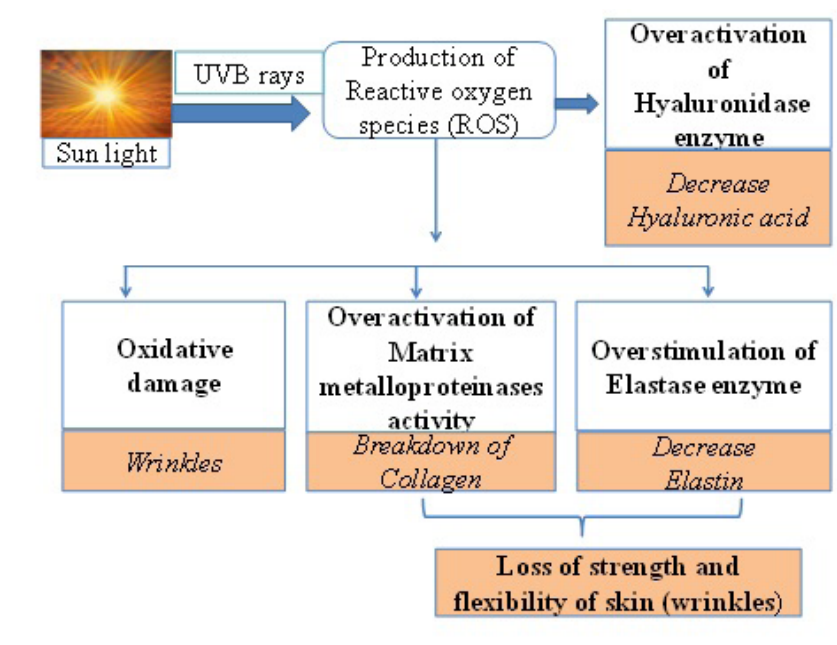 UVB rays
Sun light
Production of
Reactive oxygen
species (ROS)
Overactivation
of
Hyaluronidase
enzyme
Decrease
Hyaluronic acid
Oxidative
damage
Wrinkles
Overactivation of
Matrix
metalloproteinases
activity
Breakdown of
Collagen
Overstimulation of
Elastase enzyme
Decrease
Elastin
Loss of strength and
flexibility of skin (wrinkles)